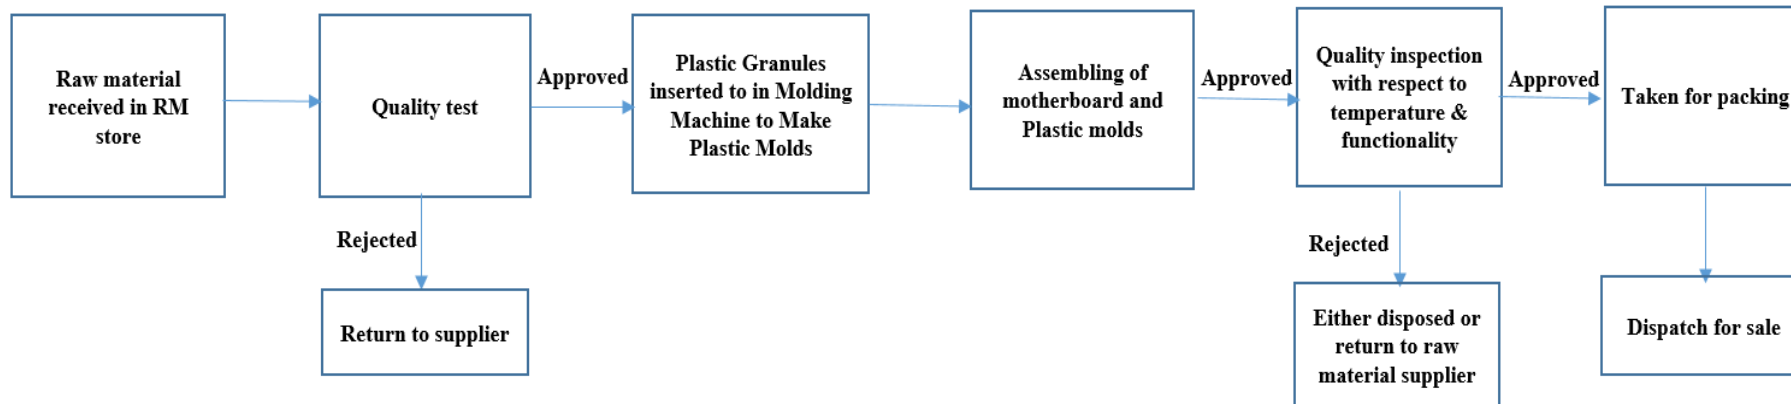 Raw material
received in RM
store
Quality test
Approved
Plastic Granules
inserted to in Molding
Machine to Make
Plastic Molds
Assembling of
motherboard and
Plastic molds
Approved
Quality inspection
with respect to
temperature &
functionality
Approved
Taken for packing
Rejected
Return to supplier
Rejected
Either disposed or
return to raw
material supplier
Dispatch for sale